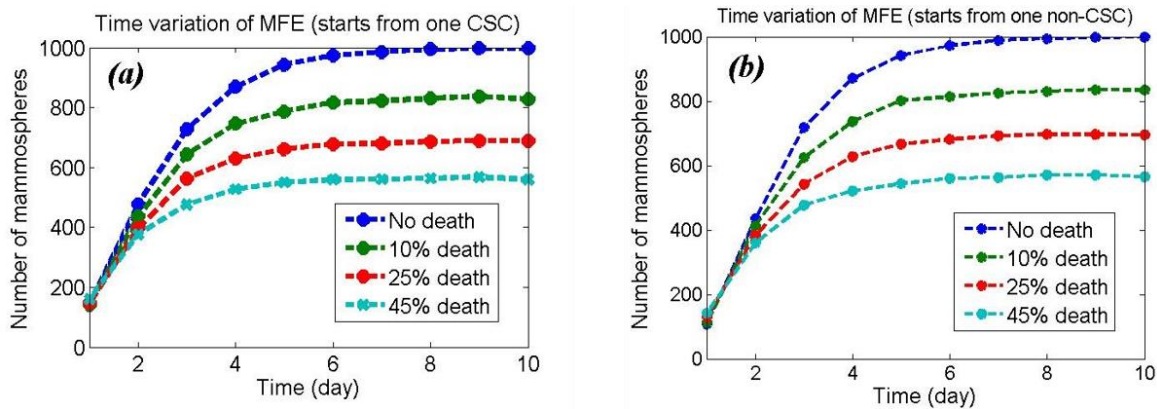 Time variation of MFE (starts from one CSC)
(a)
Number of mammospheres
1000
800
600
400
200
0
2
4
6
8
10
Time (day)
No death
10% death
25% death
45% death
Time variation of MFE (starts from one non-CSC)
(b)
Number of mammospheres
1000
800
600
400
200
0
2
4
6
8
10
Time (day)
No death
10% death
25% death
45% death